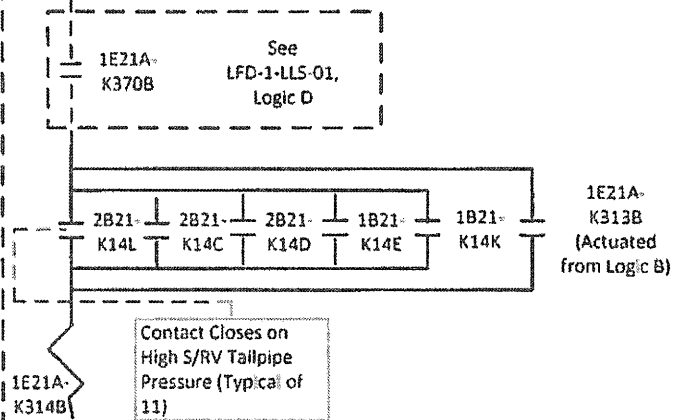 1E21A-
K370B
See
LFD-1-LLS-01,
Logic D
2B21-
K14L
2B21-
K14C
2B21-
K14D
1B21-
K14E
1B21-
K14K
1E21A-
K313B
(Actuated
from Logic B)
Contact Closes on
High S/RV Tailpipe
Pressure (Typical of
11)
1E21A-
K314B